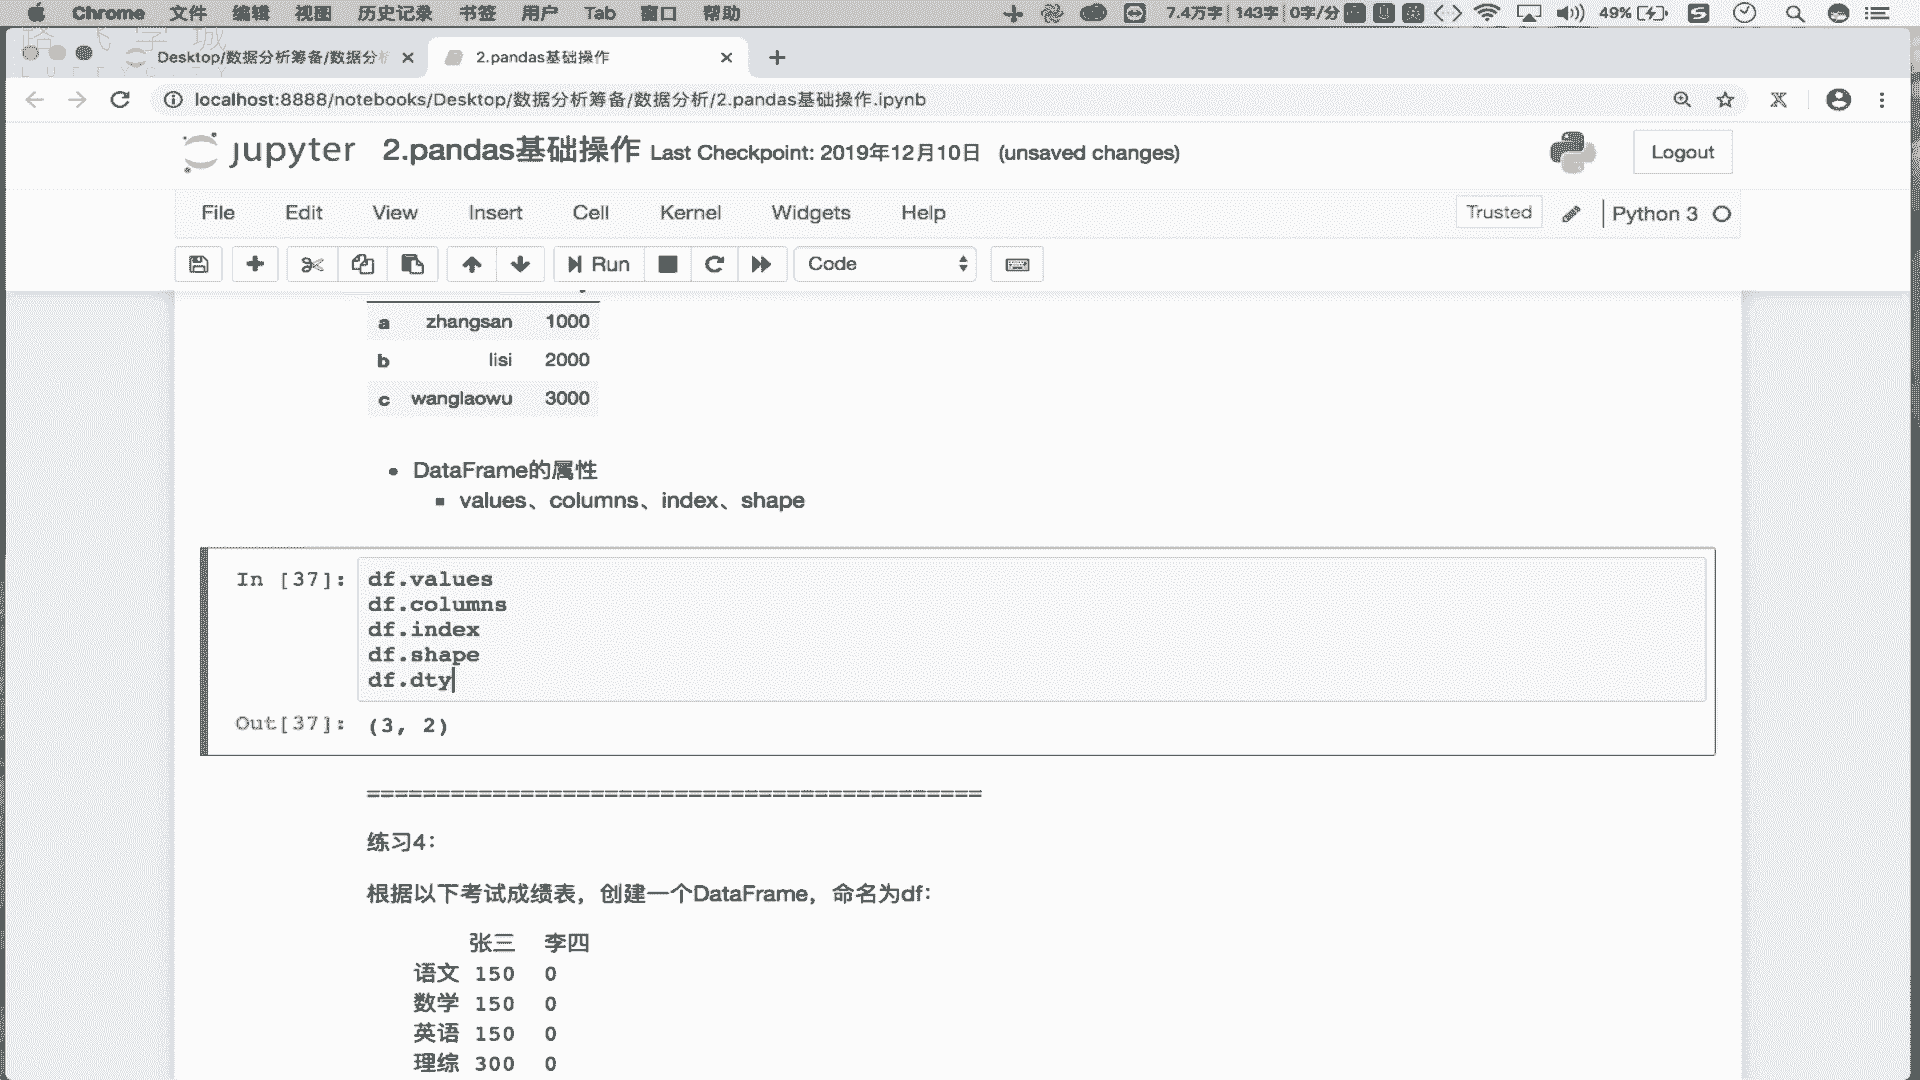 Chrome 文件 编辑 视图 历史记录 书签 用户 Tab 窗口 帮助 7.4万字 143字 0字/分 49%
Desktop/数据分析筹备/数据分析 2.pandas基础操作
localhost:8888/notebooks/Desktop/数据分析筹备/数据分析/2.pandas基础操作.ipynb
jupyter 2.pandas基础操作 Last Checkpoint: 2019年12月10日 (unsaved changes) Logout
File Edit View Insert Cell Kernel Widgets Help Trusted Python 3
Run Code
a zhangsan 1000
b lisi 2000
c wanglaowu 3000
• DataFrame的属性
▪ values、columns、index、shape
In [37]: df.values
df.columns
df.index
df.shape
df.dty
Out[37]: (3, 2)
============================================
练习4：
根据以下考试成绩表，创建一个DataFrame，命名为df：
张三 李四
语文 150 0
数学 150 0
英语 150 0
理综 300 0